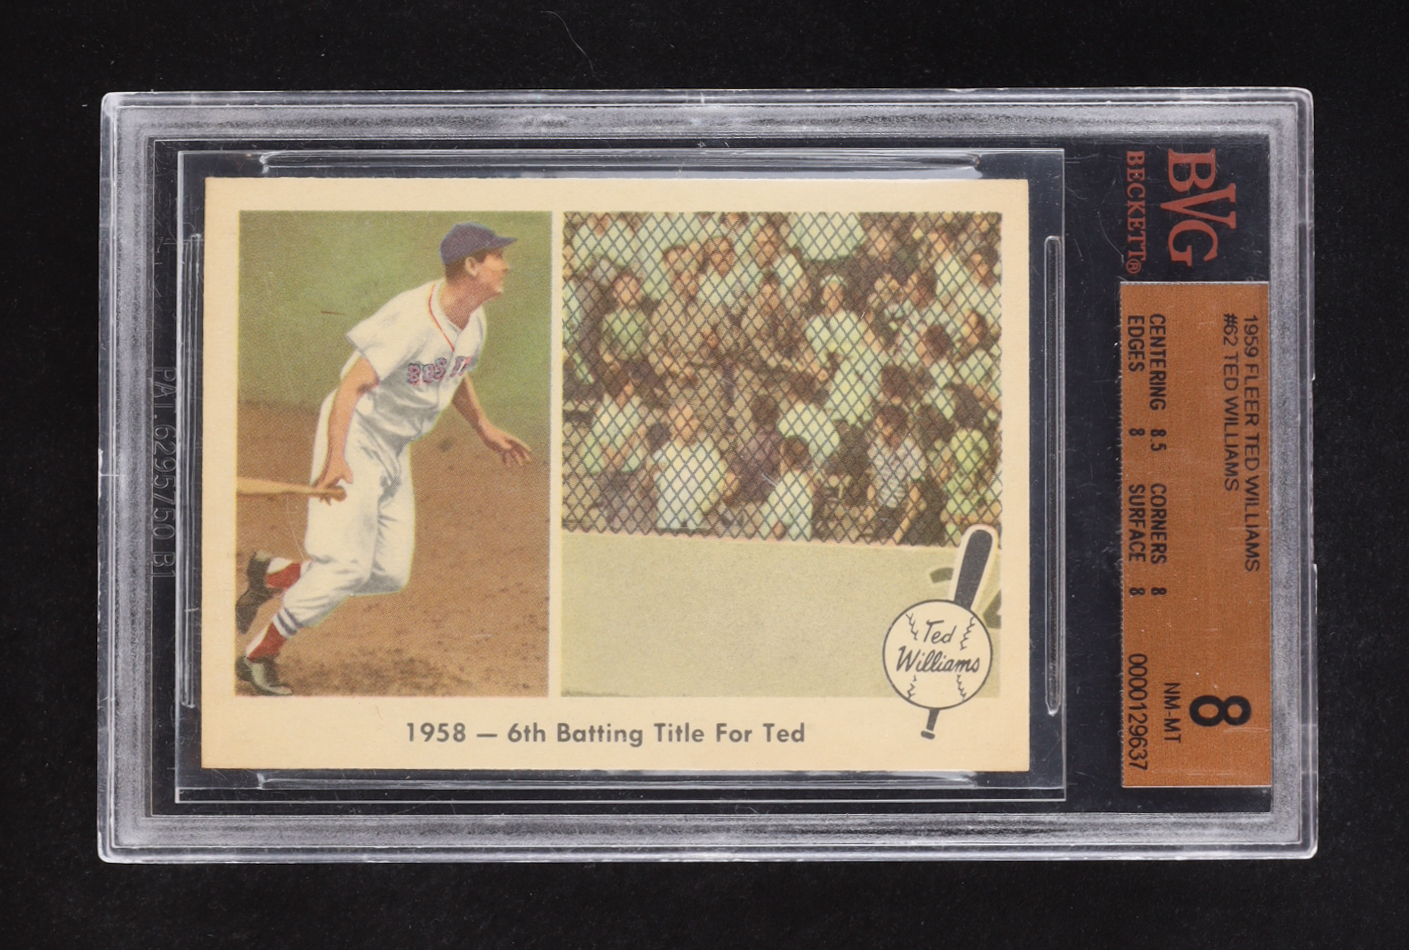 BOSTON
Ted
Williams
1958 — 6th Batting Title For Ted
BVG
BECKETT®
1959 FLEER TED WILLIAMS
#62 TED WILLIAMS
CENTERING 8.5 CORNERS 8
EDGES 8 SURFACE 8
8
NM-MT
0000129637
PAT. 6295750 B1